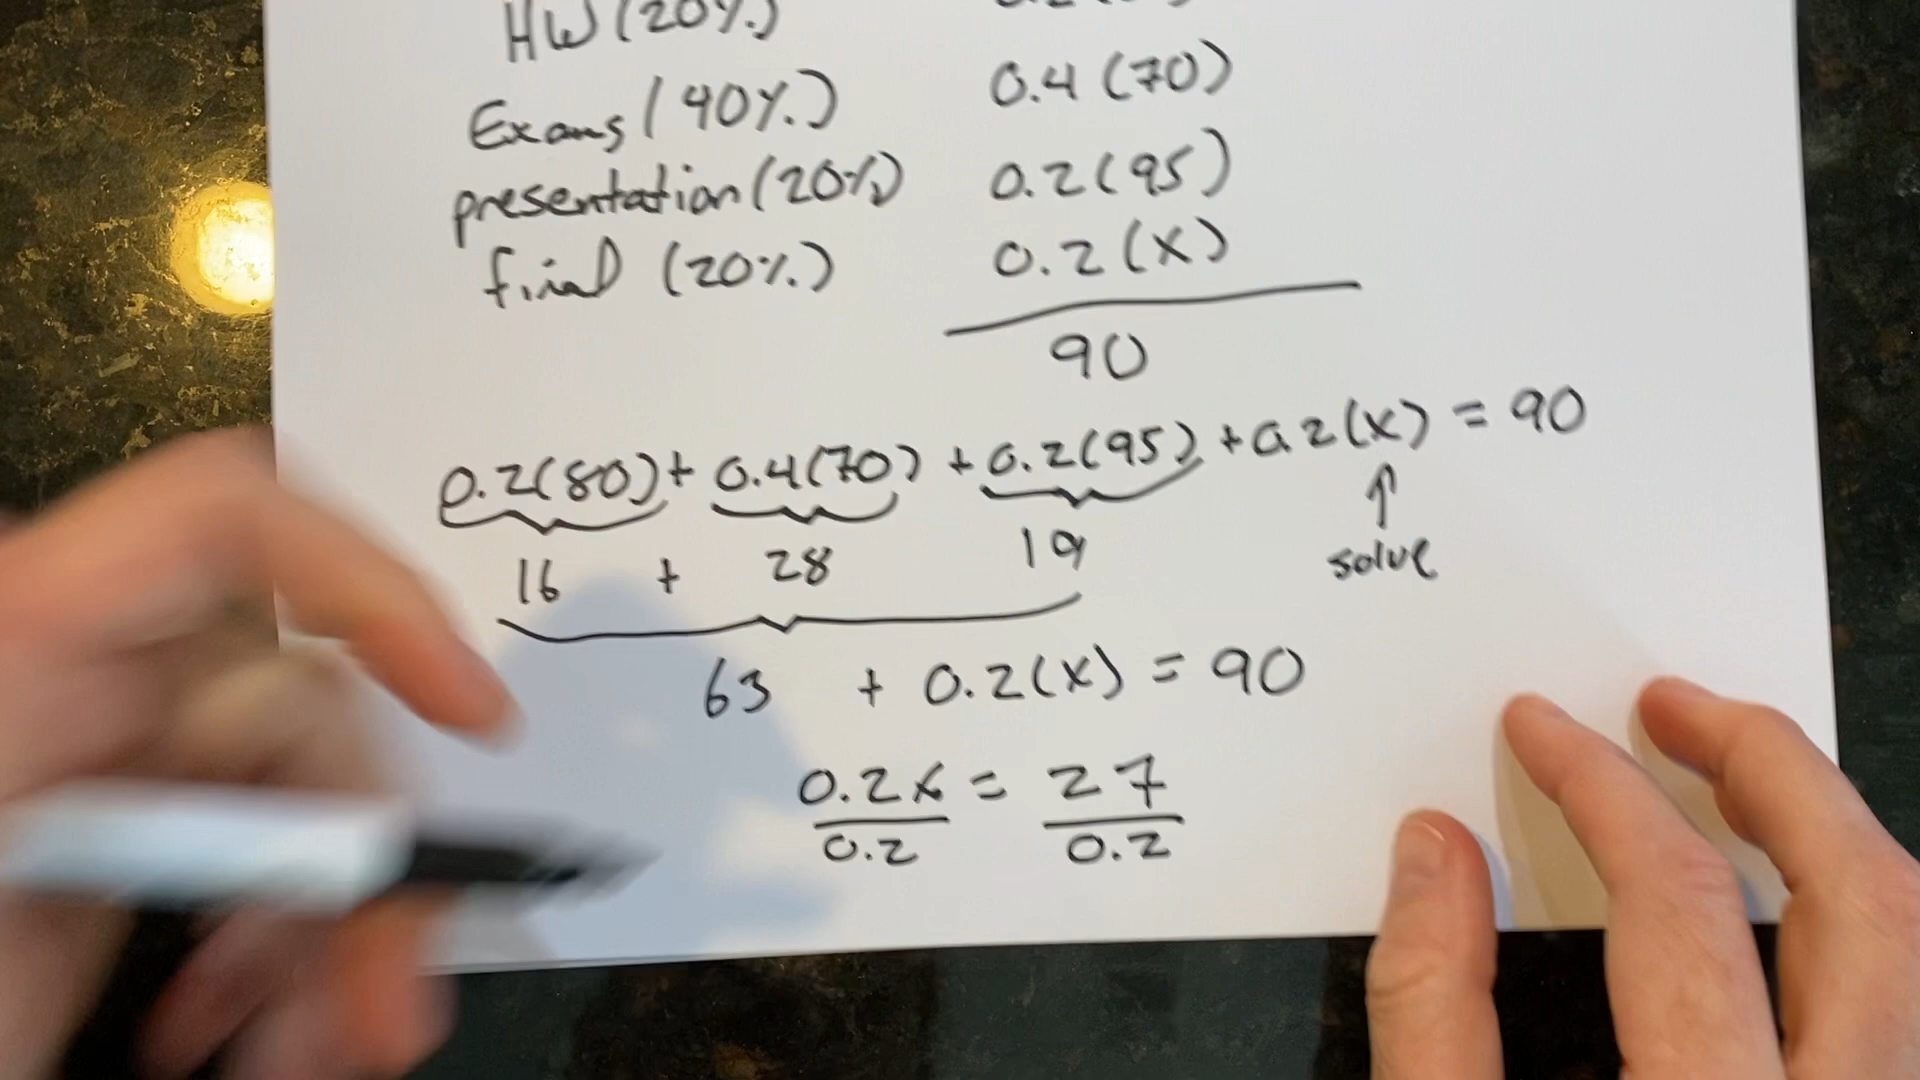 HW (20%)
Exams (40%) 0.4 (70)
presentation (20%) 0.2 (95)
final (20%) 0.2 (x)
90
0.2(80) + 0.4(70) + 0.2(95) + 0.2(x) = 90
16 + 28 19 solve
63 + 0.2(x) = 90
0.2x = 27
0.2 0.2